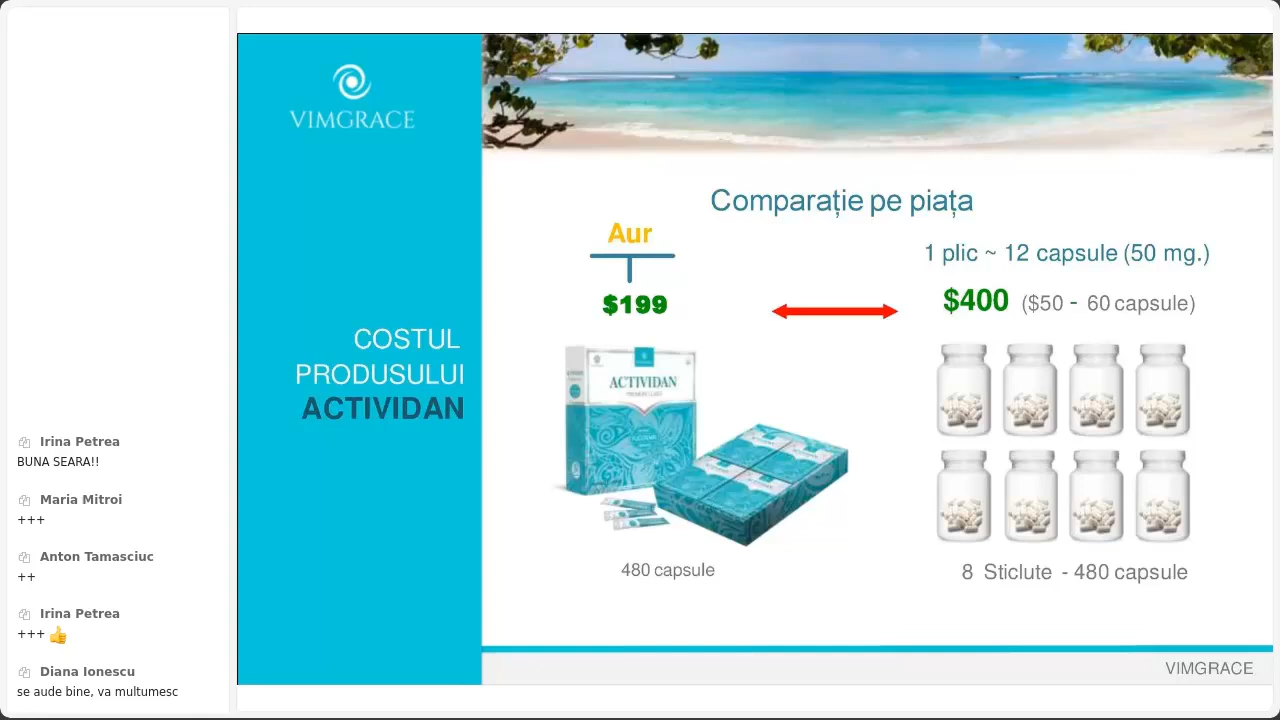 Irina Petrea
BUNA SEARA!!
Maria Mitroi
+++
Anton Tamasciuc
++
Irina Petrea
+++ 👍
Diana Ionescu
se aude bine, va multumesc
VIMGRACE
COSTUL
PRODUSULUI
ACTIVIDAN
Comparație pe piața
Aur
$199
1 plic ~ 12 capsule (50 mg.)
$400 ($50 - 60 capsule)
ACTIVIDAN
480 capsule
8 Sticlute - 480 capsule
VIMGRACE